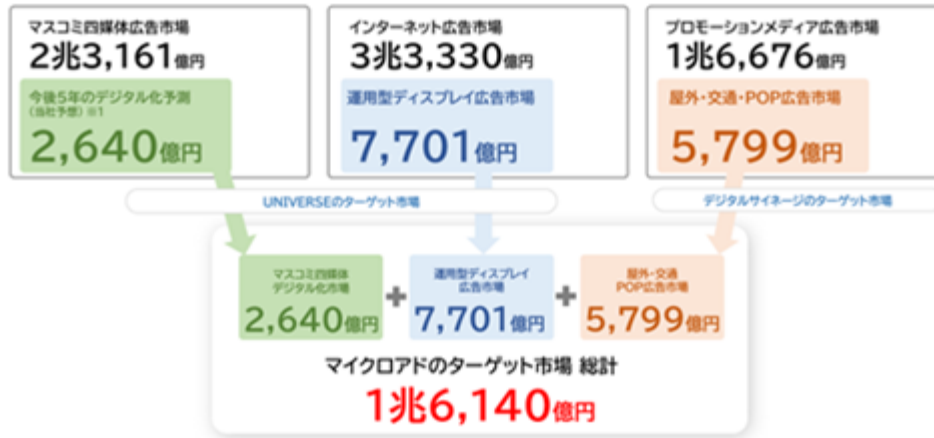 マスコミ四媒体広告市場
2兆3,161億円
今後5年のデジタル化予測
(当社予想) ※1
2,640億円
インターネット広告市場
3兆3,330億円
運用型ディスプレイ広告市場
7,701億円
プロモーションメディア広告市場
1兆6,676億円
屋外・交通・POP広告市場
5,799億円
UNIVERSEのターゲット市場
デジタルサイネージのターゲット市場
マスコミ四媒体
デジタル化市場
2,640億円
+
運用型ディスプレイ
広告市場
7,701億円
+
屋外・交通
POP広告市場
5,799億円
マイクロアドのターゲット市場 総計
1兆6,140億円